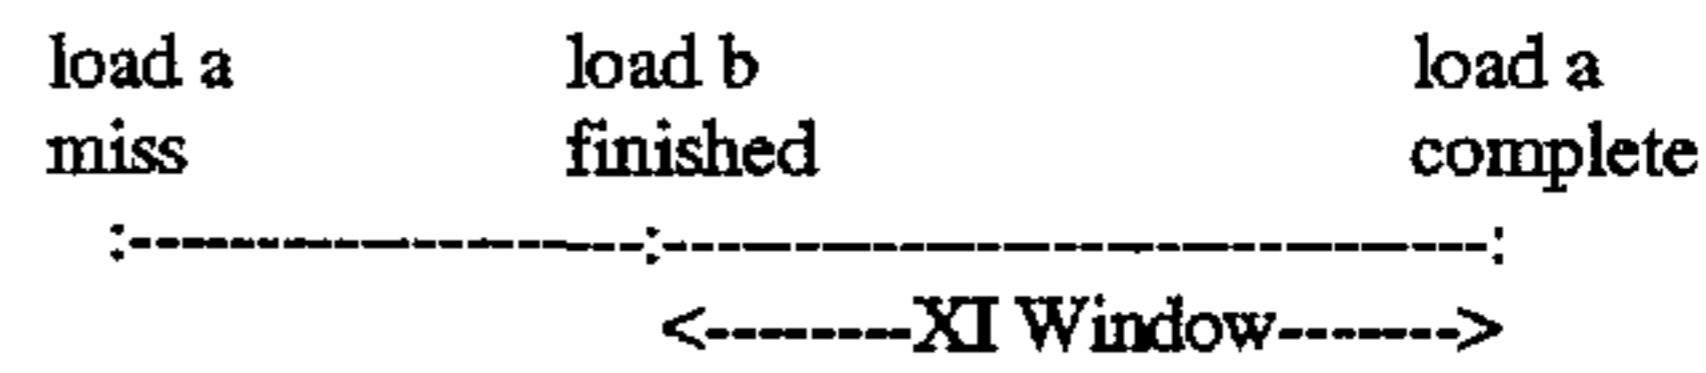 load a load b load a
miss finished complete
:------------------:-----------------------------:
<--------XI Window------->